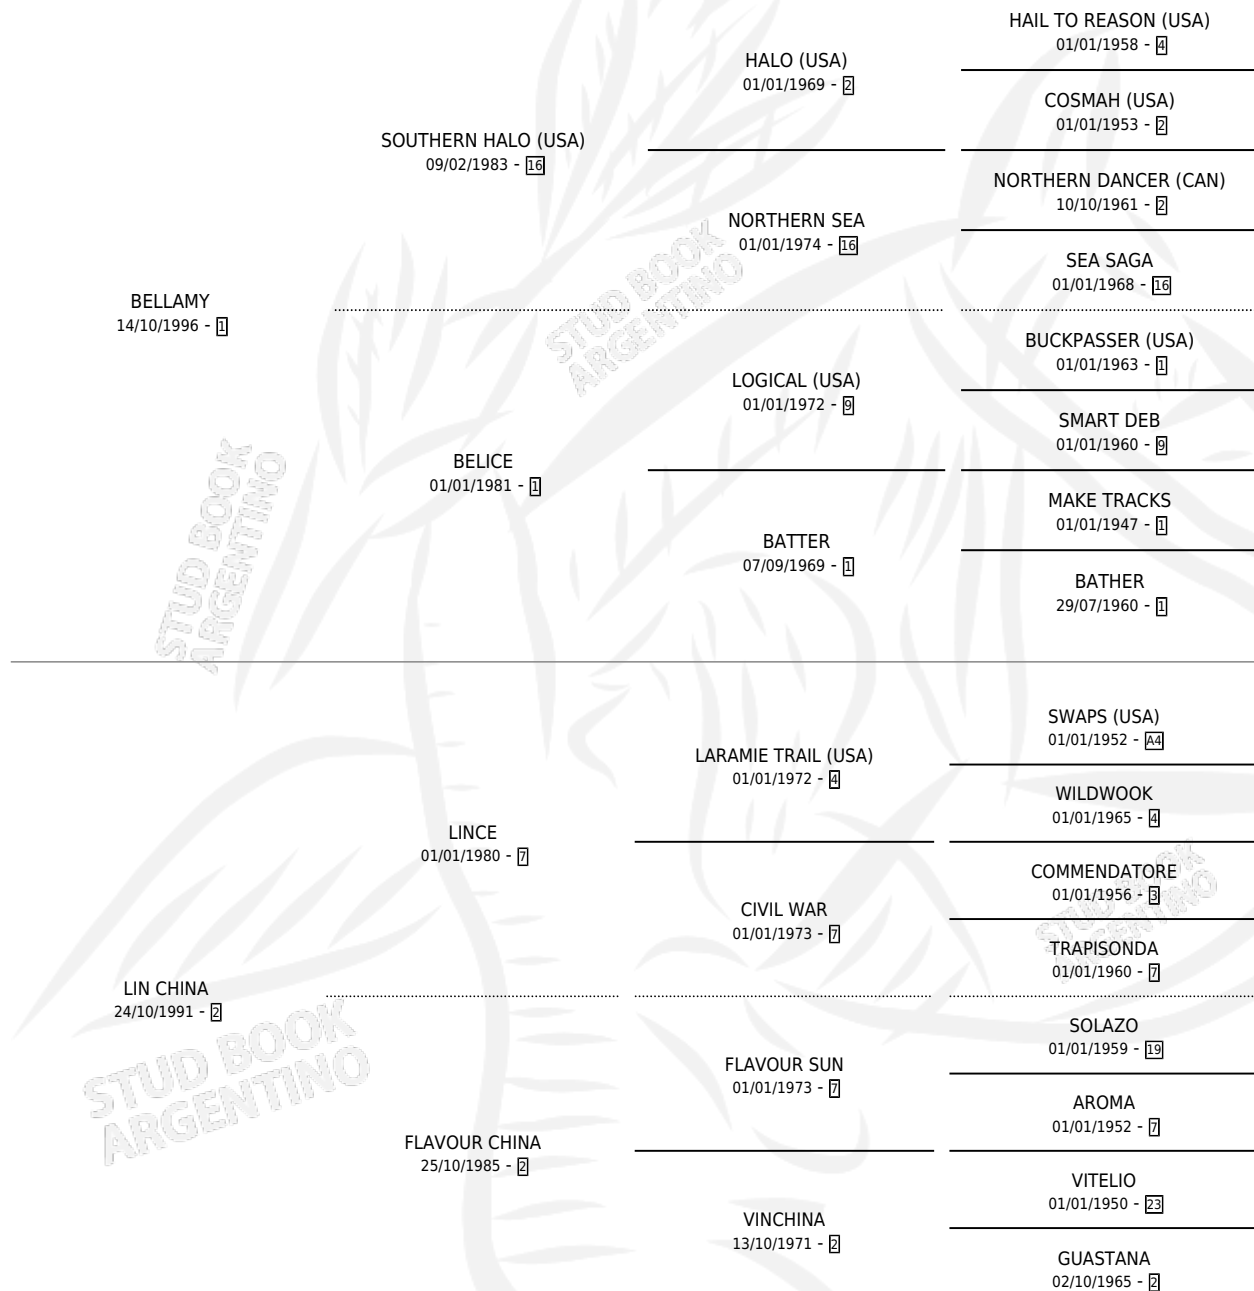 HAIL TO REASON (USA)
01/01/1958 - 4
HALO (USA)
01/01/1969 - 2
COSMAH (USA)
01/01/1953 - 2
SOUTHERN HALO (USA)
09/02/1983 - 16
NORTHERN DANCER (CAN)
10/10/1961 - 2
NORTHERN SEA
01/01/1974 - 16
SEA SAGA
01/01/1968 - 16
BELLAMY
14/10/1996 - 1
BUCKPASSER (USA)
01/01/1963 - 1
LOGICAL (USA)
01/01/1972 - 9
SMART DEB
01/01/1960 - 9
BELICE
01/01/1981 - 1
MAKE TRACKS
01/01/1947 - 1
BATTER
07/09/1969 - 1
BATHER
29/07/1960 - 1
SWAPS (USA)
01/01/1952 - A4
LARAMIE TRAIL (USA)
01/01/1972 - 4
WILDWOOK
01/01/1965 - 4
LINCE
01/01/1980 - 7
COMMENDATORE
01/01/1956 - 3
CIVIL WAR
01/01/1973 - 7
TRAPISONDA
01/01/1960 - 7
LIN CHINA
24/10/1991 - 2
SOLAZO
01/01/1959 - 19
FLAVOUR SUN
01/01/1973 - 7
AROMA
01/01/1952 - 7
FLAVOUR CHINA
25/10/1985 - 2
VITELIO
01/01/1950 - 23
VINCHINA
13/10/1971 - 2
GUASTANA
02/10/1965 - 2
STUD BOOK
ARGENTINO
STUD BOOK
ARGENTINO
STUD BOOK
ARGENTINO
STUD BOOK
ARGENTINO